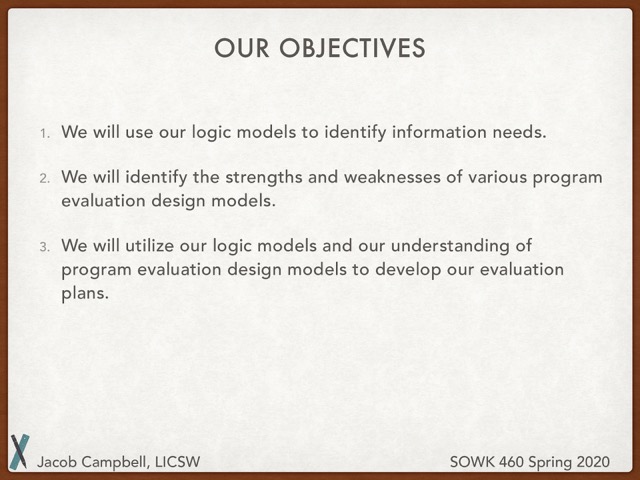 OUR OBJECTIVES
1. We will use our logic models to identify information needs.
2. We will identify the strengths and weaknesses of various program
evaluation design models.
3. We will utilize our logic models and our understanding of
program evaluation design models to develop our evaluation
plans.
Jacob Campbell, LICSW
SOWK 460 Spring 2020